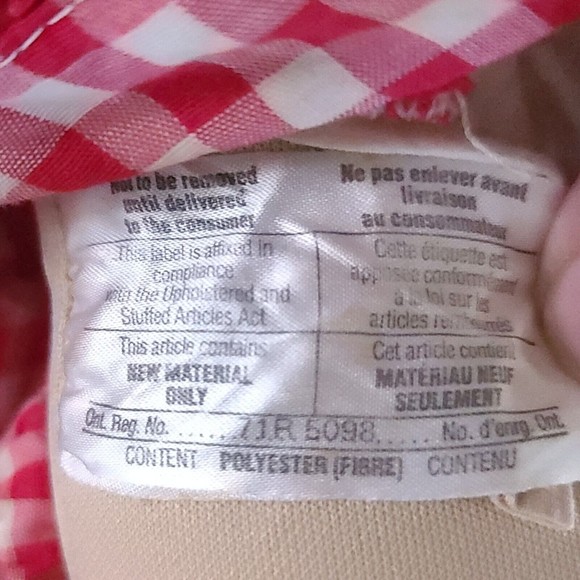 Not to be removed
until delivered
to the consumer
Ne pas enlever avant
livraison
au consommateur
This label is affixed in
compliance
with the Upholstered and
Stuffed Articles Act
Cette étiquette est
apposée conformément
à la loi sur les
articles rembourrés
This article contains
NEW MATERIAL
ONLY
Cet article contient
MATÉRIAU NEUF
SEULEMENT
Ont. Reg. No. ......71R 5098..... No. d'enrg. Ont.
CONTENT POLYESTER (FIBRE) CONTENU